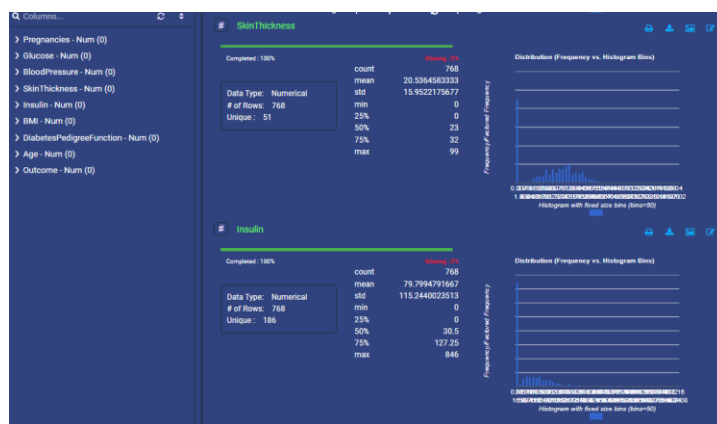 Columns...
Pregnancies - Num (0)
Glucose - Num (0)
BloodPressure - Num (0)
SkinThickness - Num (0)
Insulin - Num (0)
BMI - Num (0)
DiabetesPedigreeFunction - Num (0)
Age - Num (0)
Outcome - Num (0)
# SkinThickness
Completed : 100%
Missing : 0%
Data Type: Numerical
# of Rows: 768
Unique : 51
count 768
mean 20.5364583333
std 15.9522175677
min 0
25% 0
50% 23
75% 32
max 99
Distribution (Frequency vs. Histogram Bins)
Frequency/Factored Frequency
Histogram with fixed size bins (bins=50)
# Insulin
Completed : 100%
Missing : 0%
Data Type: Numerical
# of Rows: 768
Unique : 186
count 768
mean 79.7994791667
std 115.2440023513
min 0
25% 0
50% 30.5
75% 127.25
max 846
Distribution (Frequency vs. Histogram Bins)
Frequency/Factored Frequency
Histogram with fixed size bins (bins=50)